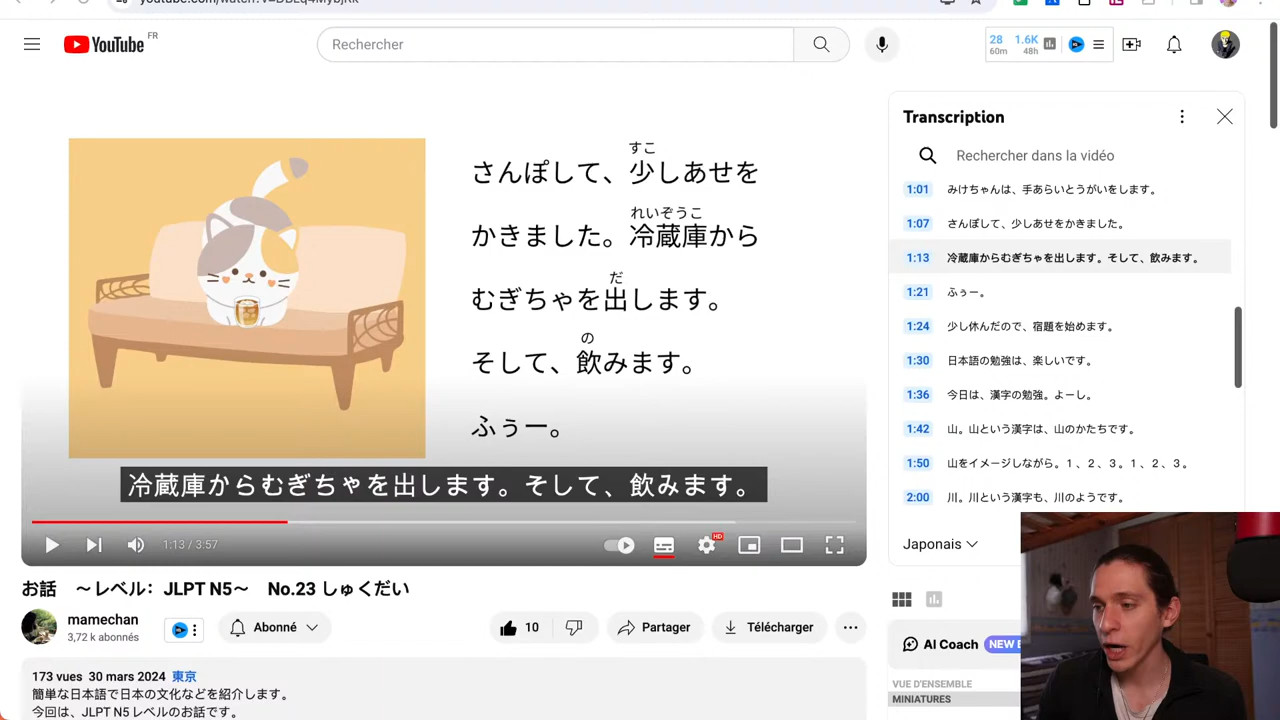 YouTube FR
Rechercher
28 1.6K
60m 48h
すこ
さんぽして、少しあせを
れいぞうこ
かきました。冷蔵庫から
だ
むぎちゃを出します。
の
そして、飲みます。
ふぅー。
冷蔵庫からむぎちゃを出します。そして、飲みます。
1:13 / 3:57
HD
お話 ～レベル：JLPT N5～ No.23 しゅくだい
mamechan
3,72 k abonnés
Abonné
10
Partager
Télécharger
173 vues 30 mars 2024 東京
簡単な日本語で日本の文化などを紹介します。
今回は、JLPT N5レベルのお話です。
Transcription
Rechercher dans la vidéo
1:01 みけちゃんは、手あらいとうがいをします。
1:07 さんぽして、少しあせをかきました。
1:13 冷蔵庫からむぎちゃを出します。そして、飲みます。
1:21 ふぅー。
1:24 少し休んだので、宿題を始めます。
1:30 日本語の勉強は、楽しいです。
1:36 今日は、漢字の勉強。よーし。
1:42 山。山という漢字は、山のかたちです。
1:50 山をイメージしながら。１、２、３。１、２、３。
2:00 川。川という漢字も、川のようです。
Japonais
AI Coach NEW
VUE D'ENSEMBLE
MINIATURES